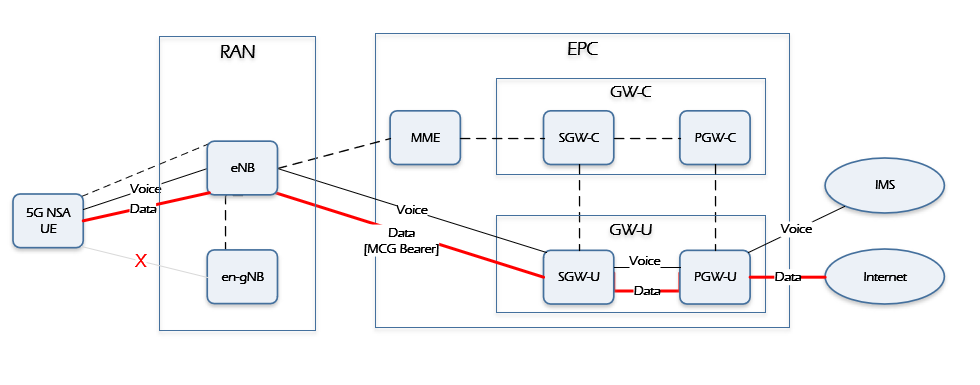 RAN
EPC
GW-C
MME
SGW-C
PGW-C
eNB
Voice
Data
5G NSA
UE
X
en-gNB
Voice
Data
[MCG Bearer]
GW-U
SGW-U
Voice
Data
PGW-U
Voice
Data
IMS
Internet